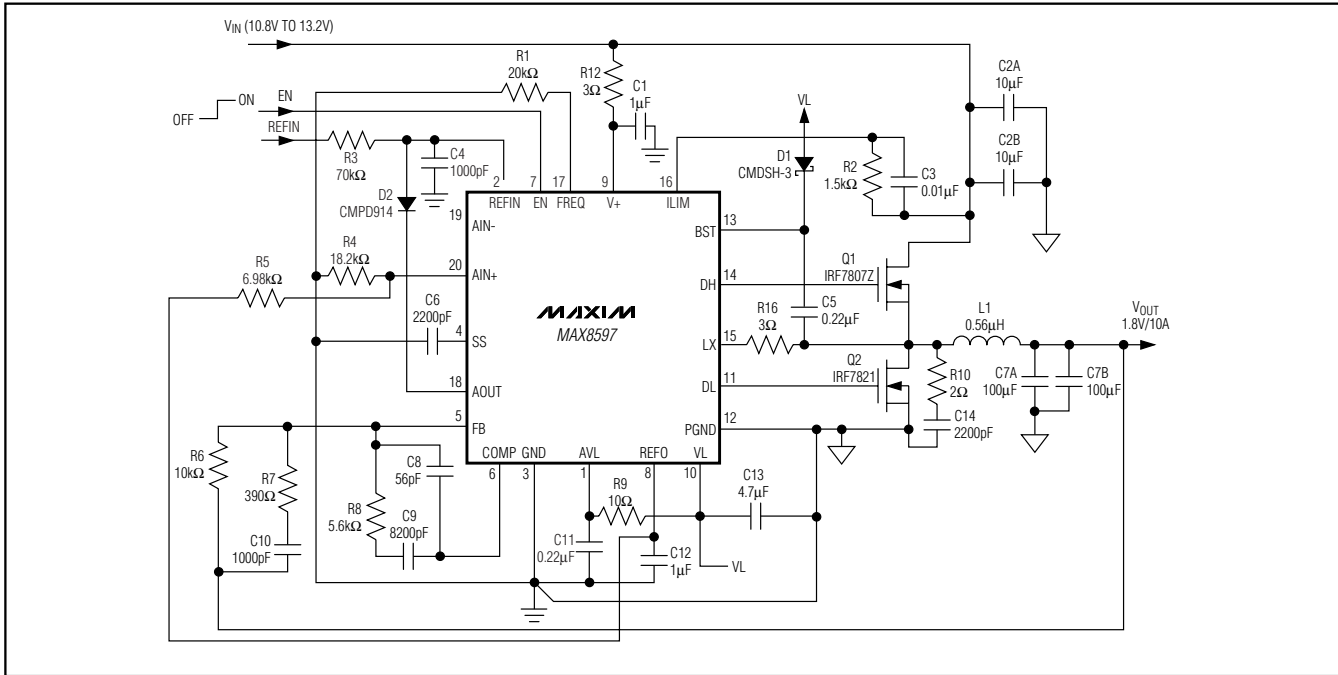 VIN (10.8V TO 13.2V)
R1
20kΩ
R12
3Ω
C1
1µF
C2A
10µF
C2B
10µF
VL
OFF
ON
EN
REFIN
R3
70kΩ
C4
1000pF
D2
CMPD914
D1
CMDSH-3
R2
1.5kΩ
C3
0.01µF
2
7
17
9
16
REFIN
EN
FREQ
V+
ILIM
19
AIN-
BST
13
R4
18.2kΩ
R5
6.98kΩ
20
AIN+
DH
14
Q1
IRF7807Z
C6
2200pF
4
SS
MAXIM
MAX8597
C5
0.22µF
R16
3Ω
LX
15
L1
0.56µH
VOUT
1.8V/10A
18
AOUT
DL
11
Q2
IRF7821
R10
2Ω
C7A
100µF
C7B
100µF
C14
2200pF
5
FB
PGND
12
COMP
GND
AVL
REFO
VL
6
3
1
8
10
R6
10kΩ
R7
390Ω
C8
56pF
R8
5.6kΩ
C9
8200pF
C10
1000pF
R9
10Ω
C13
4.7µF
C11
0.22µF
C12
1µF
VL